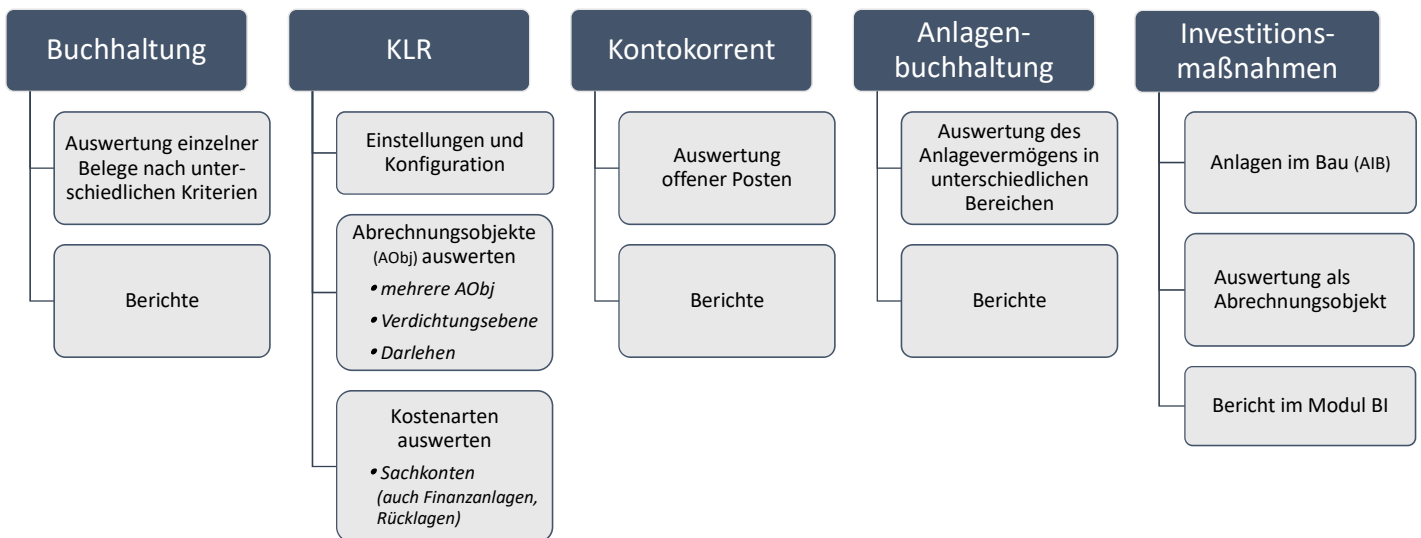 Buchhaltung
Auswertung einzelner
Belege nach unter-
schiedlichen Kriterien
Berichte
KLR
Einstellungen und
Konfiguration
Abrechnungsobjekte
(AObj) auswerten
• mehrere AObj
• Verdichtungsebene
• Darlehen
Kostenarten
auswerten
• Sachkonten
(auch Finanzanlagen,
Rücklagen)
Kontokorrent
Auswertung
offener Posten
Berichte
Anlagen-
buchhaltung
Auswertung des
Anlagevermögens in
unterschiedlichen
Bereichen
Berichte
Investitions-
maßnahmen
Anlagen im Bau (AIB)
Auswertung als
Abrechnungsobjekt
Bericht im Modul BI